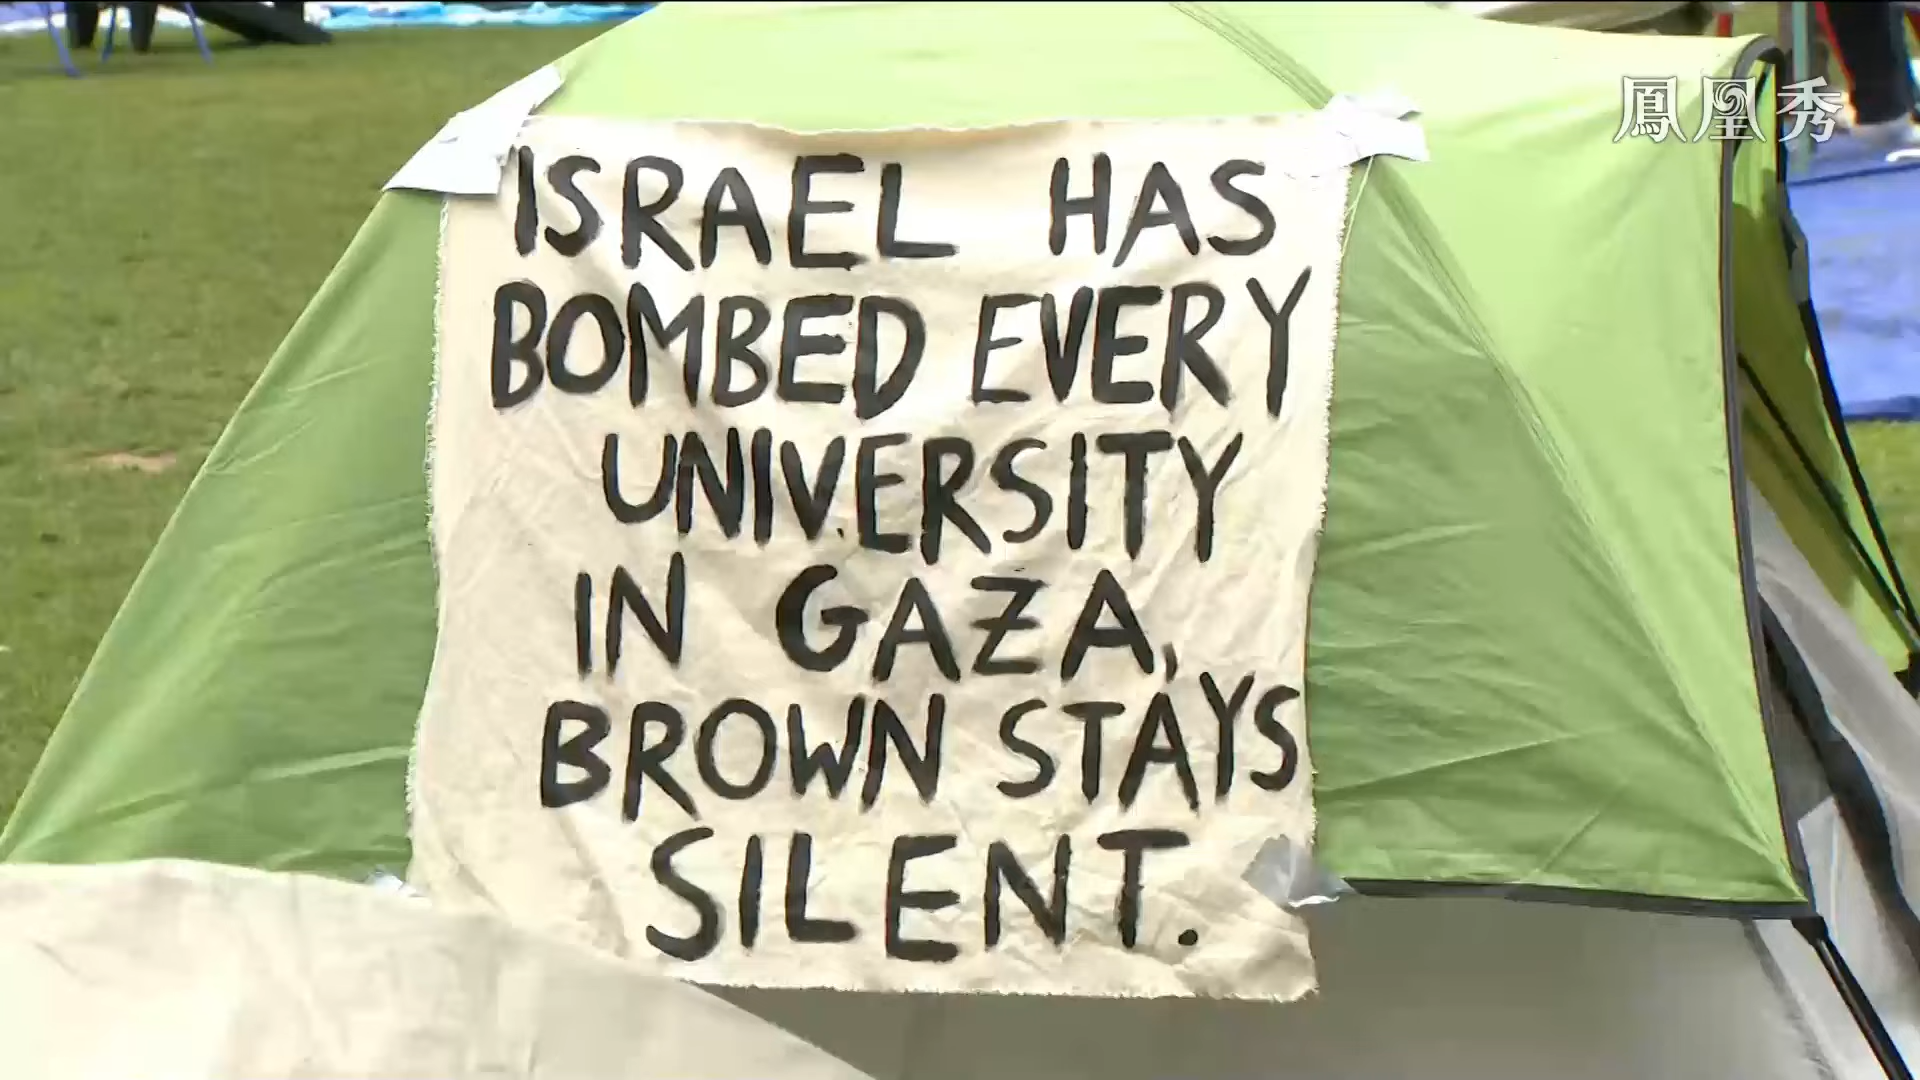 鳳凰秀
ISRAEL HAS
BOMBED EVERY
UNIVERSITY
IN GAZA,
BROWN STAYS
SILENT.